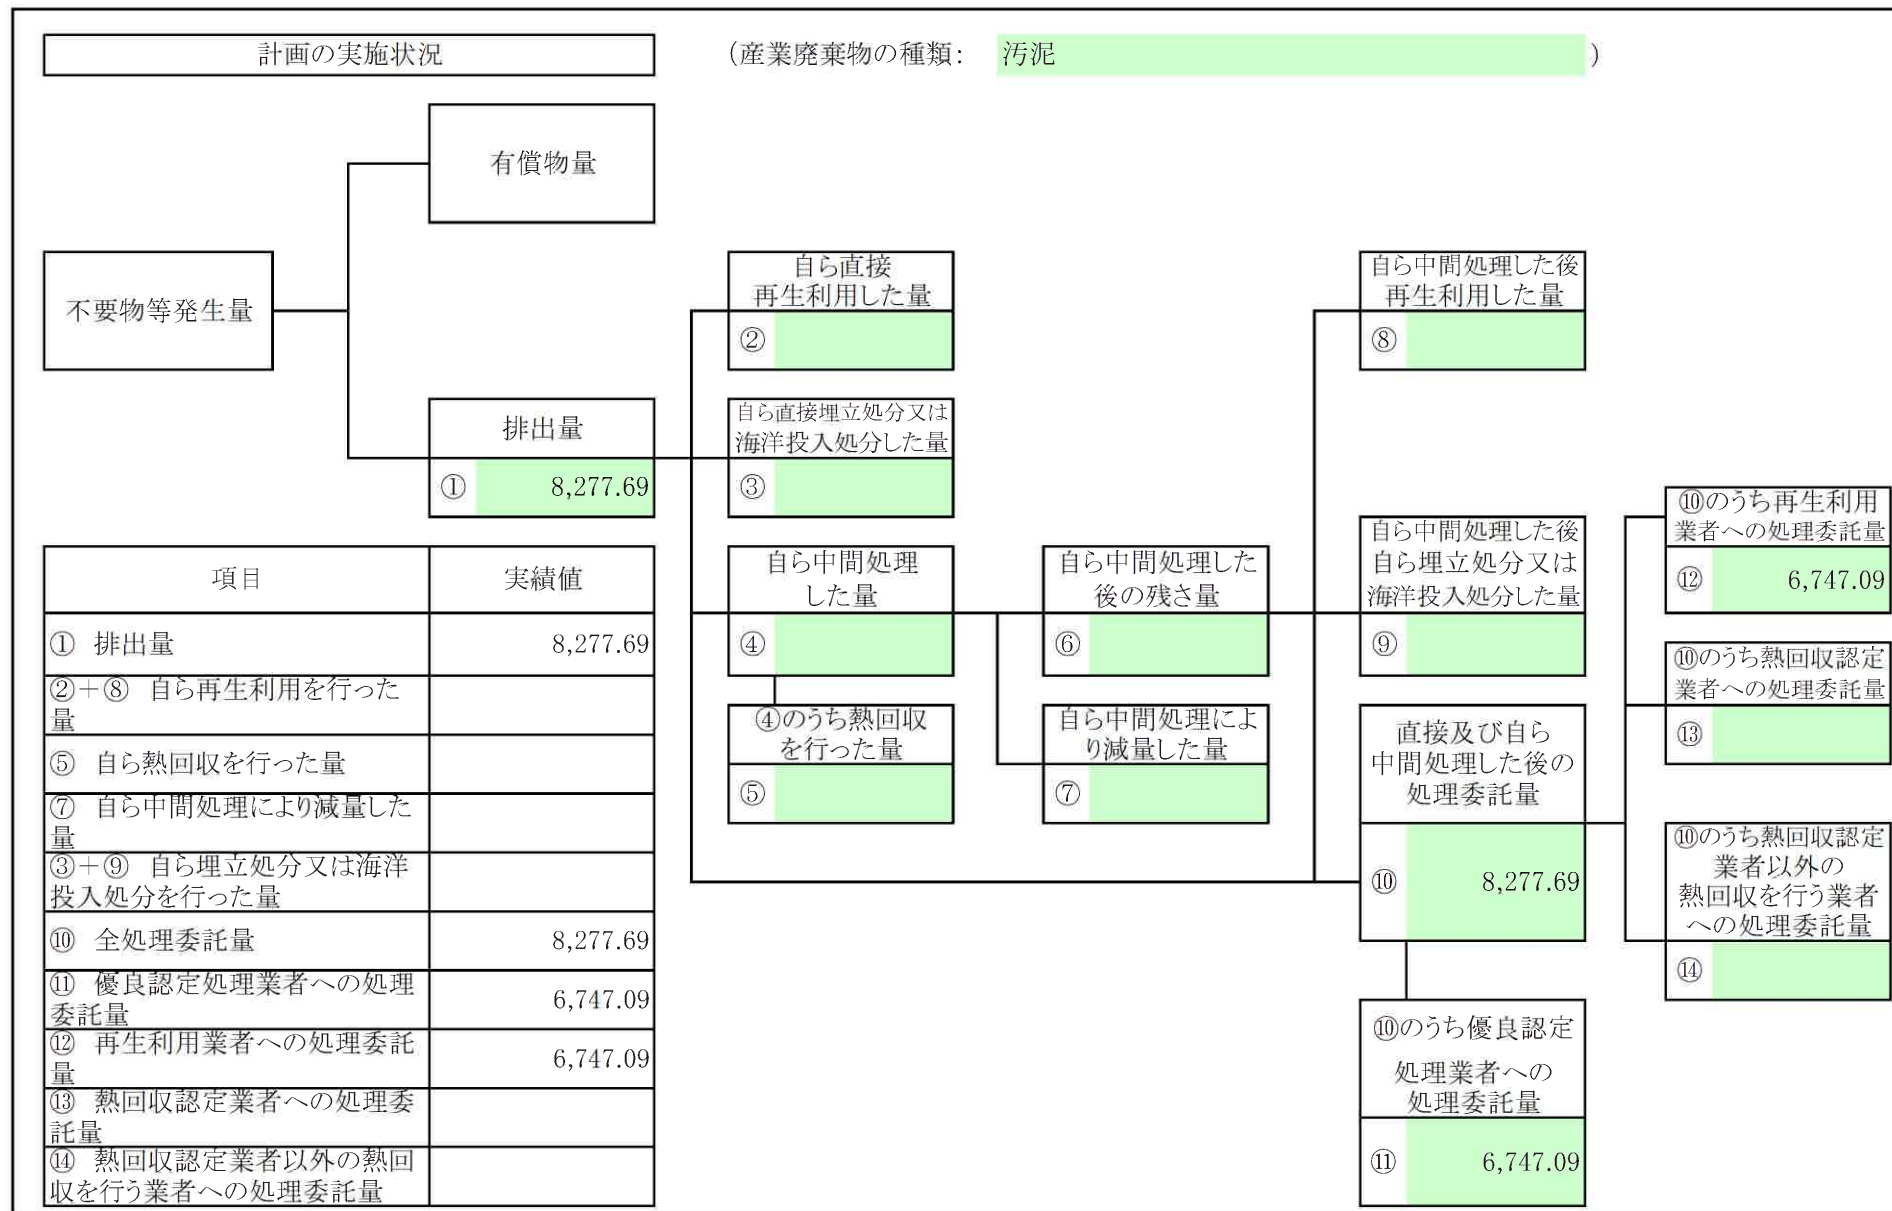 計画の実施状況
(産業廃棄物の種類: 汚泥 )
有償物量
不要物等発生量
排出量
① 8,277.69
自ら直接
再生利用した量
②
自ら直接埋立処分又は
海洋投入処分した量
③
自ら中間処理
した量
④
④のうち熱回収
を行った量
⑤
自ら中間処理した
後の残さ量
⑥
自ら中間処理によ
り減量した量
⑦
自ら中間処理した後
再生利用した量
⑧
自ら中間処理した後
自ら埋立処分又は
海洋投入処分した量
⑨
直接及び自ら
中間処理した後の
処理委託量
⑩ 8,277.69
⑩のうち優良認定
処理業者への
処理委託量
⑪ 6,747.09
⑩のうち再生利用
業者への処理委託量
⑫ 6,747.09
⑩のうち熱回収認定
業者への処理委託量
⑬
⑩のうち熱回収認定
業者以外の
熱回収を行う業者
への処理委託量
⑭
項目 実績値
① 排出量 8,277.69
②+⑧ 自ら再生利用を行った
量
⑤ 自ら熱回収を行った量
⑦ 自ら中間処理により減量した
量
③+⑨ 自ら埋立処分又は海洋
投入処分を行った量
⑩ 全処理委託量 8,277.69
⑪ 優良認定処理業者への処理
委託量 6,747.09
⑫ 再生利用業者への処理委託
量 6,747.09
⑬ 熱回収認定業者への処理委
託量
⑭ 熱回収認定業者以外の熱回
収を行う業者への処理委託量